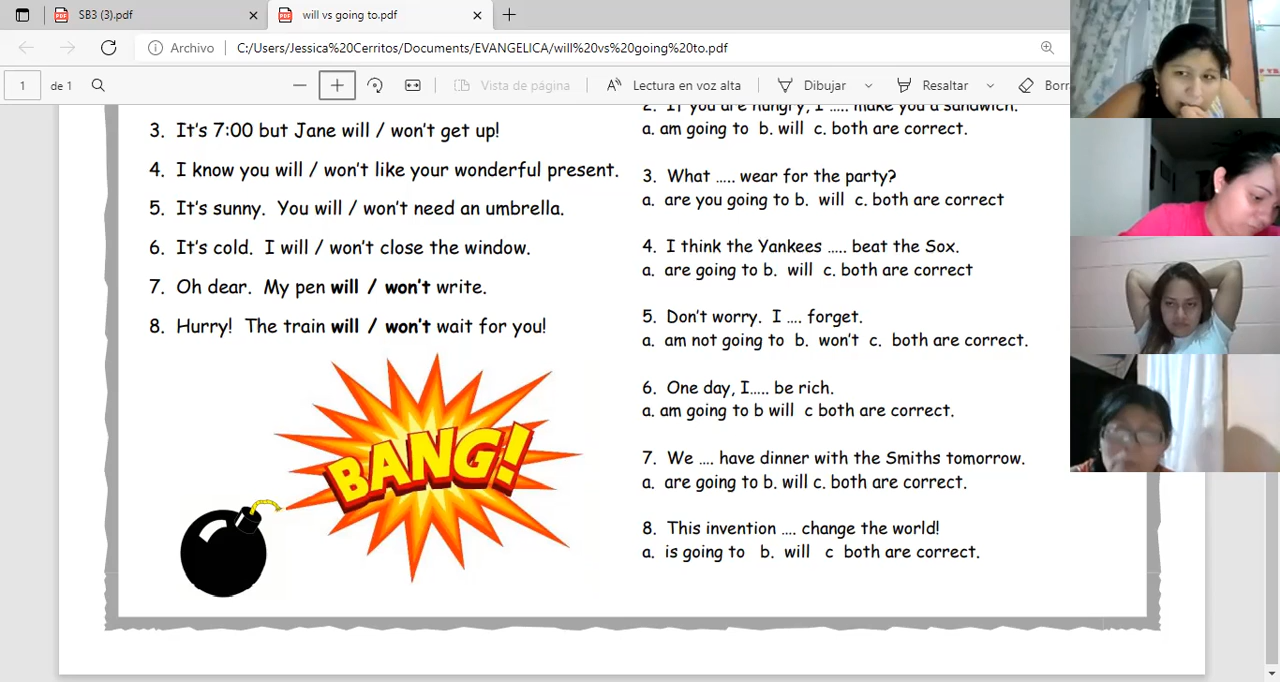 SB3 (3).pdf
will vs going to.pdf
Archivo
C:/Users/Jessica%20Cerritos/Documents/EVANGELICA/will%20vs%20going%20to.pdf
1 de 1
Vista de página
Lectura en voz alta
Dibujar
Resaltar
Borr
3. It's 7:00 but Jane will / won't get up!
4. I know you will / won't like your wonderful present.
5. It's sunny. You will / won't need an umbrella.
6. It's cold. I will / won't close the window.
7. Oh dear. My pen will / won't write.
8. Hurry! The train will / won't wait for you!
BANG!
2. If you are hungry, I ..... make you a sandwich.
a. am going to b. will c. both are correct.
3. What ..... wear for the party?
a. are you going to b. will c. both are correct
4. I think the Yankees ..... beat the Sox.
a. are going to b. will c. both are correct
5. Don't worry. I .... forget.
a. am not going to b. won't c. both are correct.
6. One day, I..... be rich.
a. am going to b will c both are correct.
7. We .... have dinner with the Smiths tomorrow.
a. are going to b. will c. both are correct.
8. This invention .... change the world!
a. is going to b. will c both are correct.